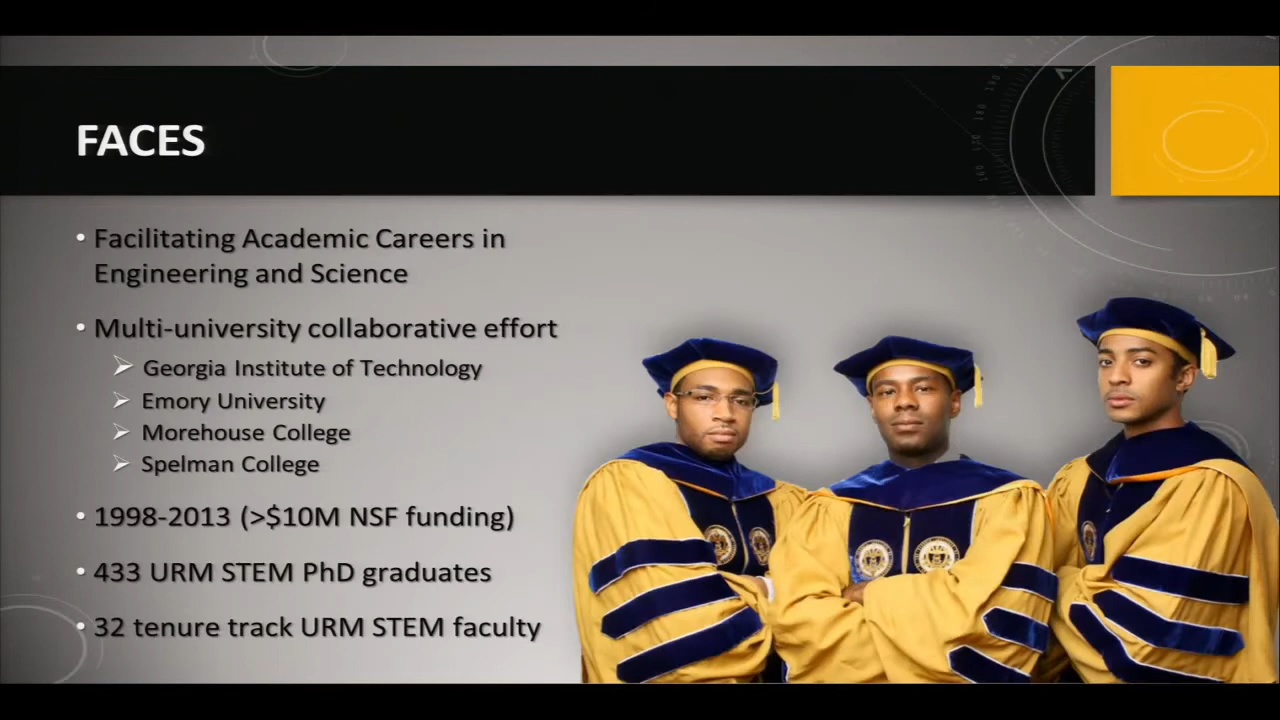 FACES
• Facilitating Academic Careers in
Engineering and Science
• Multi-university collaborative effort
Georgia Institute of Technology
Emory University
Morehouse College
Spelman College
• 1998-2013 (>$10M NSF funding)
• 433 URM STEM PhD graduates
• 32 tenure track URM STEM faculty